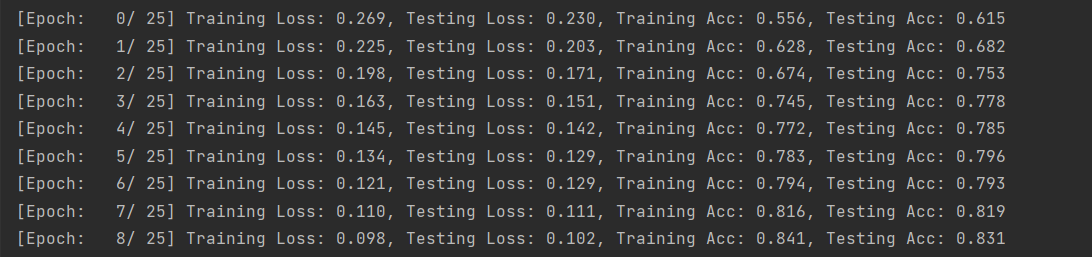 [Epoch:   0/ 25] Training Loss: 0.269, Testing Loss: 0.230, Training Acc: 0.556, Testing Acc: 0.615
[Epoch:   1/ 25] Training Loss: 0.225, Testing Loss: 0.203, Training Acc: 0.628, Testing Acc: 0.682
[Epoch:   2/ 25] Training Loss: 0.198, Testing Loss: 0.171, Training Acc: 0.674, Testing Acc: 0.753
[Epoch:   3/ 25] Training Loss: 0.163, Testing Loss: 0.151, Training Acc: 0.745, Testing Acc: 0.778
[Epoch:   4/ 25] Training Loss: 0.145, Testing Loss: 0.142, Training Acc: 0.772, Testing Acc: 0.785
[Epoch:   5/ 25] Training Loss: 0.134, Testing Loss: 0.129, Training Acc: 0.783, Testing Acc: 0.796
[Epoch:   6/ 25] Training Loss: 0.121, Testing Loss: 0.129, Training Acc: 0.794, Testing Acc: 0.793
[Epoch:   7/ 25] Training Loss: 0.110, Testing Loss: 0.111, Training Acc: 0.816, Testing Acc: 0.819
[Epoch:   8/ 25] Training Loss: 0.098, Testing Loss: 0.102, Training Acc: 0.841, Testing Acc: 0.831